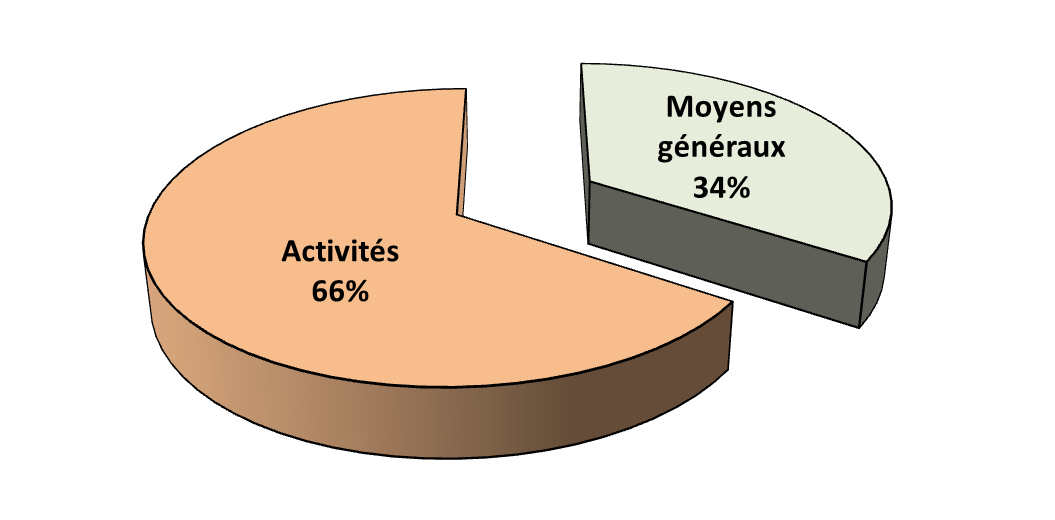 Moyens
généraux
34%
Activités
66%